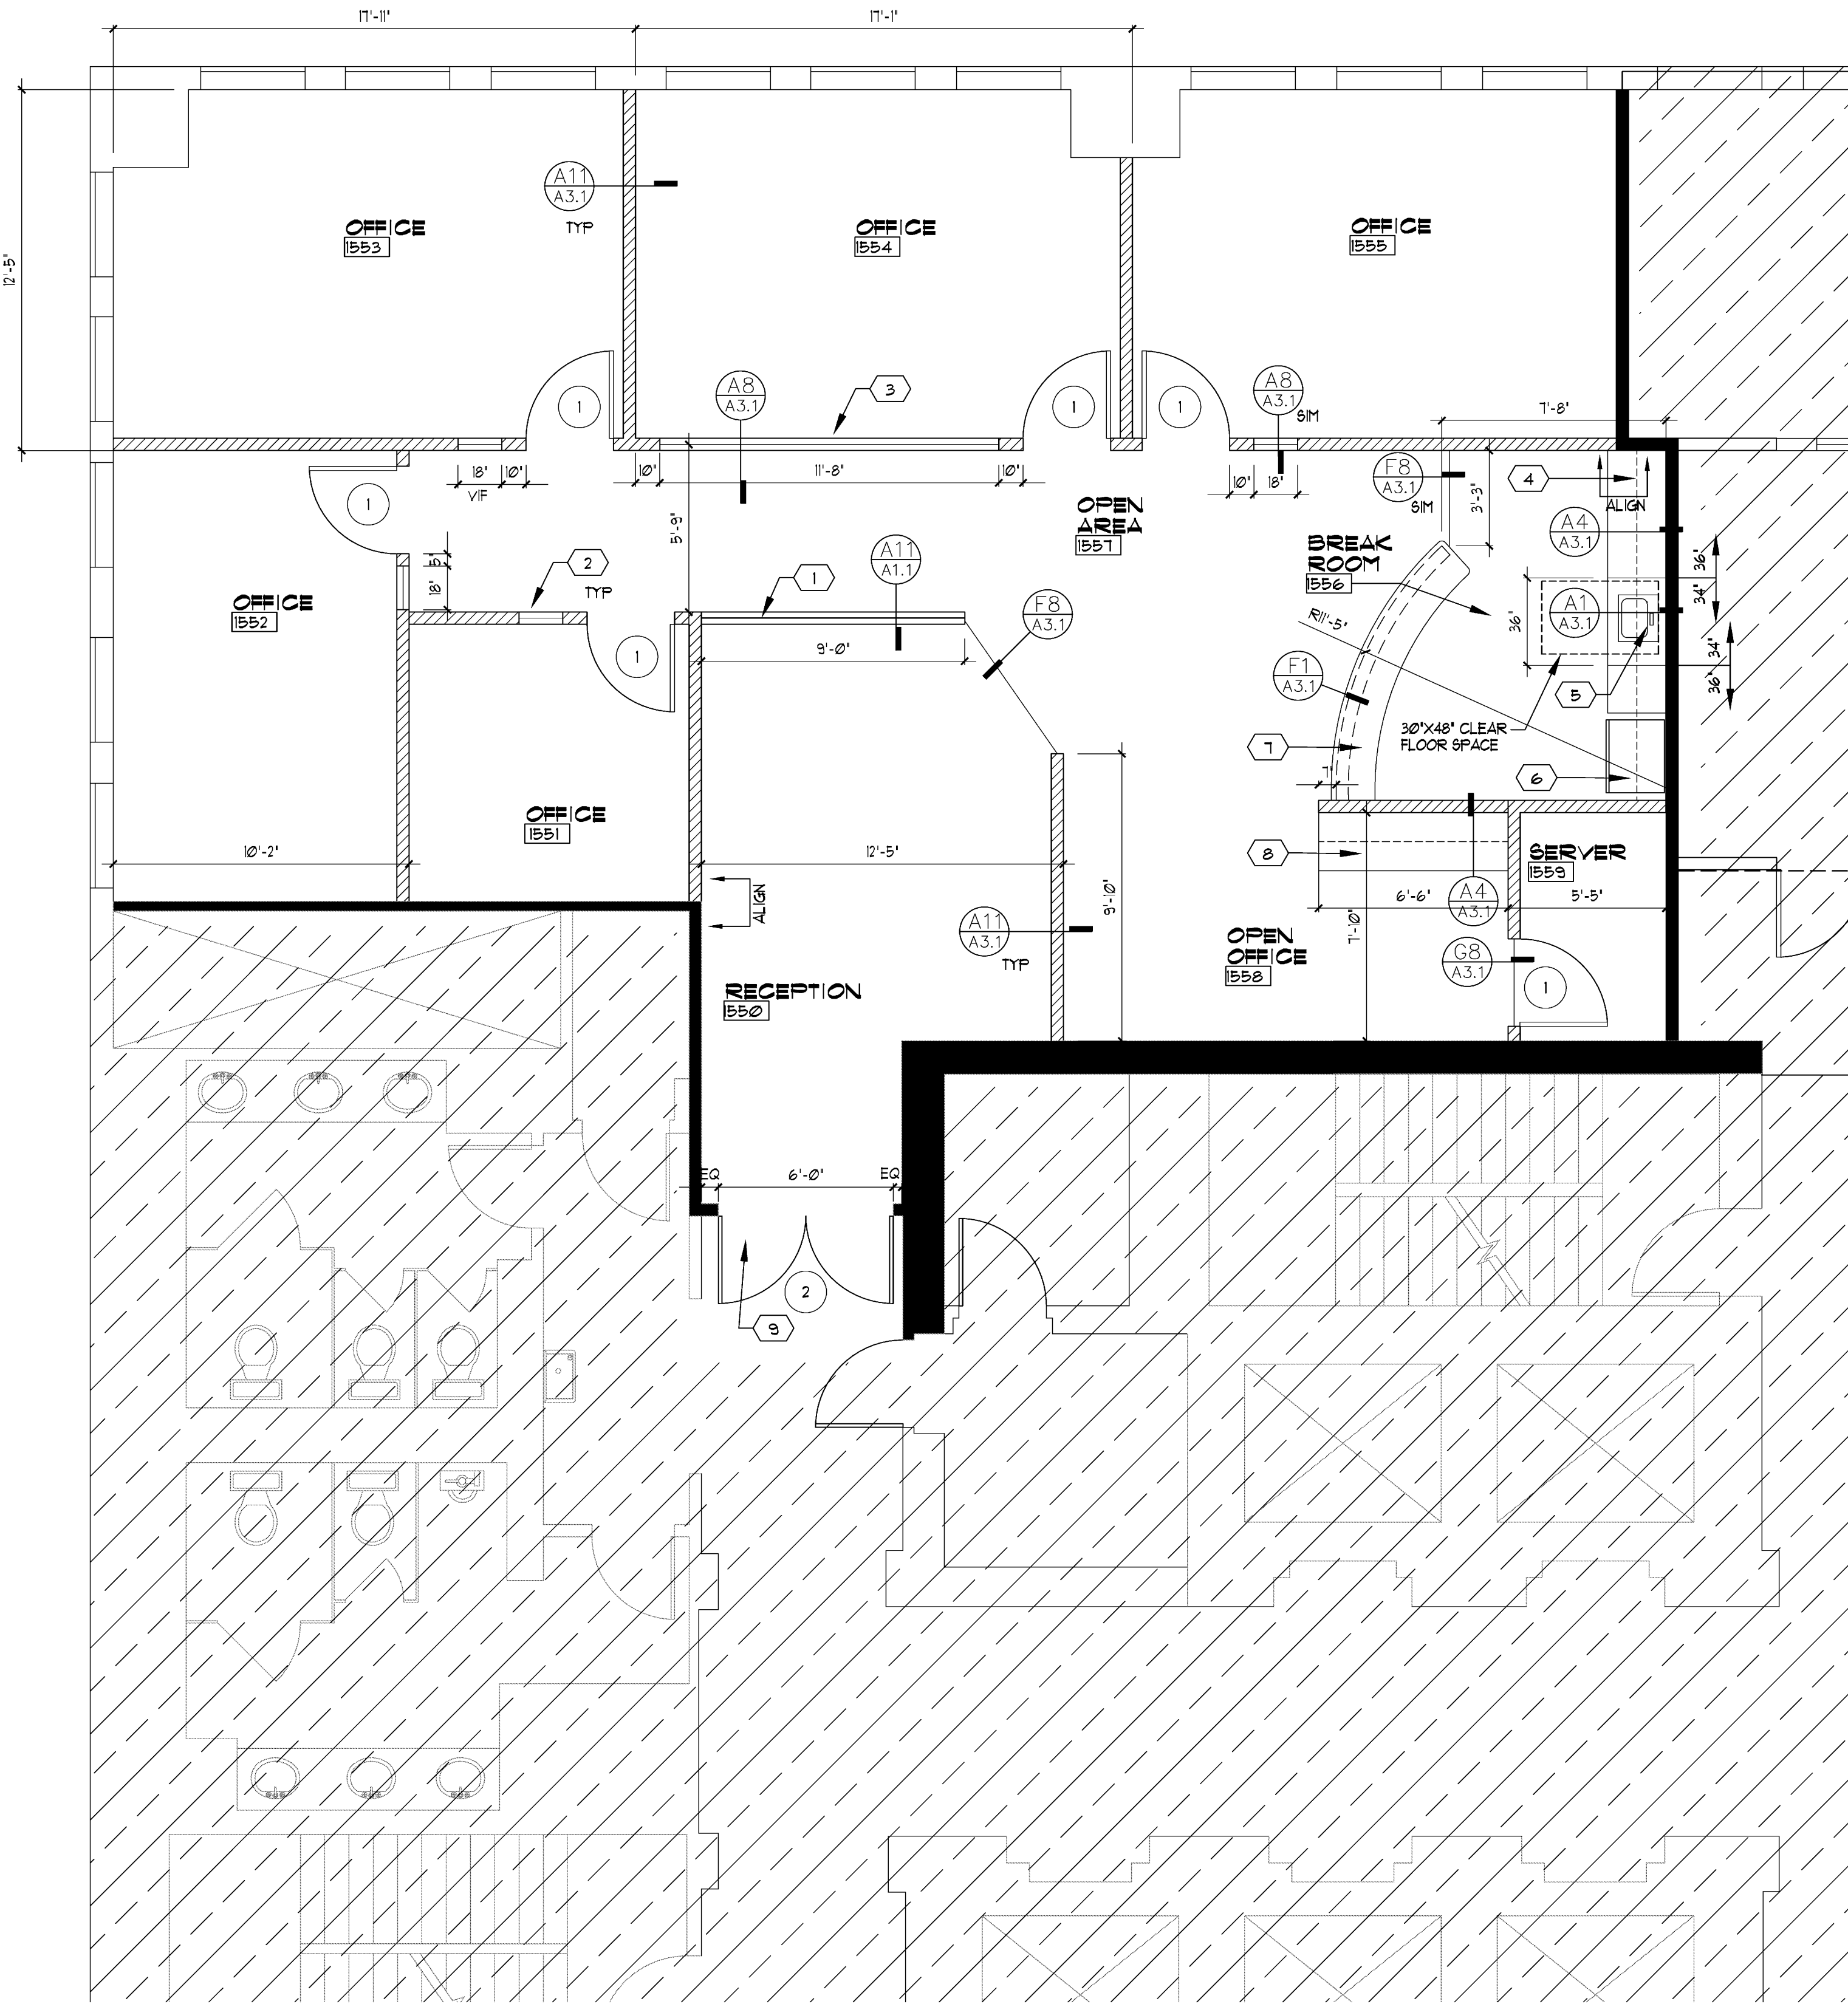 17'-11"
17'-1"
12'-5"
A11
A3.1
TYP
OFFICE
1553
OFFICE
1554
OFFICE
1555
1
A8
A3.1
3
1
1
A8
A3.1
SIM
7'-8"
18"
10"
VIF
10"
11'-8"
10"
10"
18"
F8
A3.1
SIM
3'-3"
4
ALIGN
1
5"
18"
5'-9"
OPEN
AREA
1557
A4
A3.1
36"
34"
2
TYP
A11
A1.1
1
BREAK
ROOM
1556
OFFICE
1552
F8
A3.1
R11'-5"
36"
A1
A3.1
34"
36"
1
9'-0"
F1
A3.1
5
30"X48" CLEAR
FLOOR SPACE
7
7"
6
OFFICE
1551
10'-2"
12'-5"
8
SERVER
1559
ALIGN
9'-10"
6'-6"
A4
A3.1
5'-5"
7'-10"
A11
A3.1
TYP
OPEN
OFFICE
1558
G8
A3.1
1
RECEPTION
1550
EQ
6'-0"
EQ
2
9